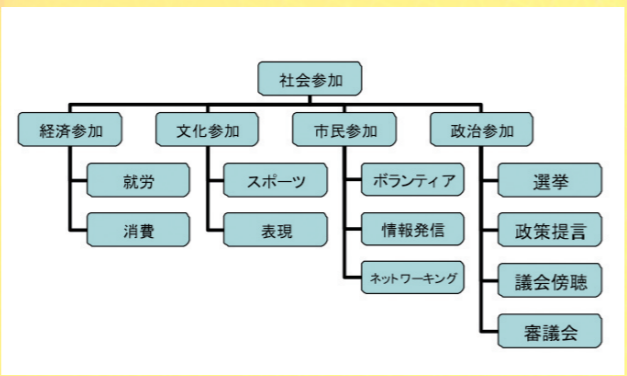 社会参加
経済参加
就労
消費
文化参加
スポーツ
表現
市民参加
ボランティア
情報発信
ネットワーキング
政治参加
選挙
政策提言
議会傍聴
審議会